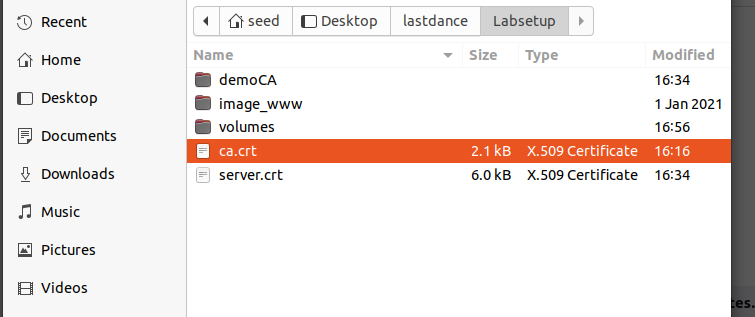 Recent
Home
Desktop
Documents
Downloads
Music
Pictures
Videos
seed Desktop lastdance Labsetup
Name Size Type Modified
demoCA 16:34
image_www 1 Jan 2021
volumes 16:56
ca.crt 2.1 kB X.509 Certificate 16:16
server.crt 6.0 kB X.509 Certificate 16:34
tes.